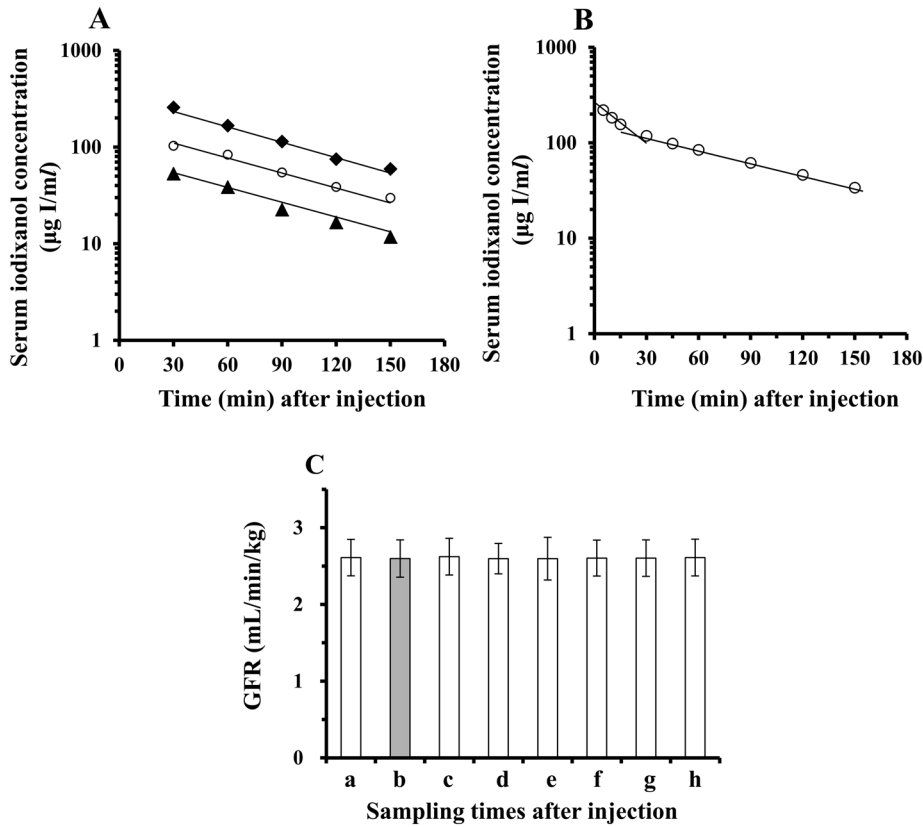 A
Serum iodixanol concentration
(µg I/mℓ)
1000
100
10
1
0 30 60 90 120 150 180
Time (min) after injection
B
Serum iodixanol concentration
(µg I/mℓ)
1000
100
10
1
0 30 60 90 120 150 180
Time (min) after injection
C
GFR (mL/min/kg)
3
2
1
0
a b c d e f g h
Sampling times after injection